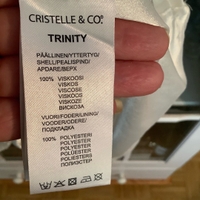 CRISTELLE & CO.
TRINITY
PÄÄLLINEN/YTTERTYG/
SHELL/PEALISPIND/
APDARE/ВЕРХ
100% VISKOOSI
VISKOS
VISCOSE
VISKOOS
VISKOZE
ВИСКОЗА
VUORI/FODER/LINING/
VOODER/ODERE/
ПОДКЛАДКА
100% POLYESTERI
POLYESTER
POLYESTER
POLÜESTER
POLIESTERS
ПОЛИЭСТЕР